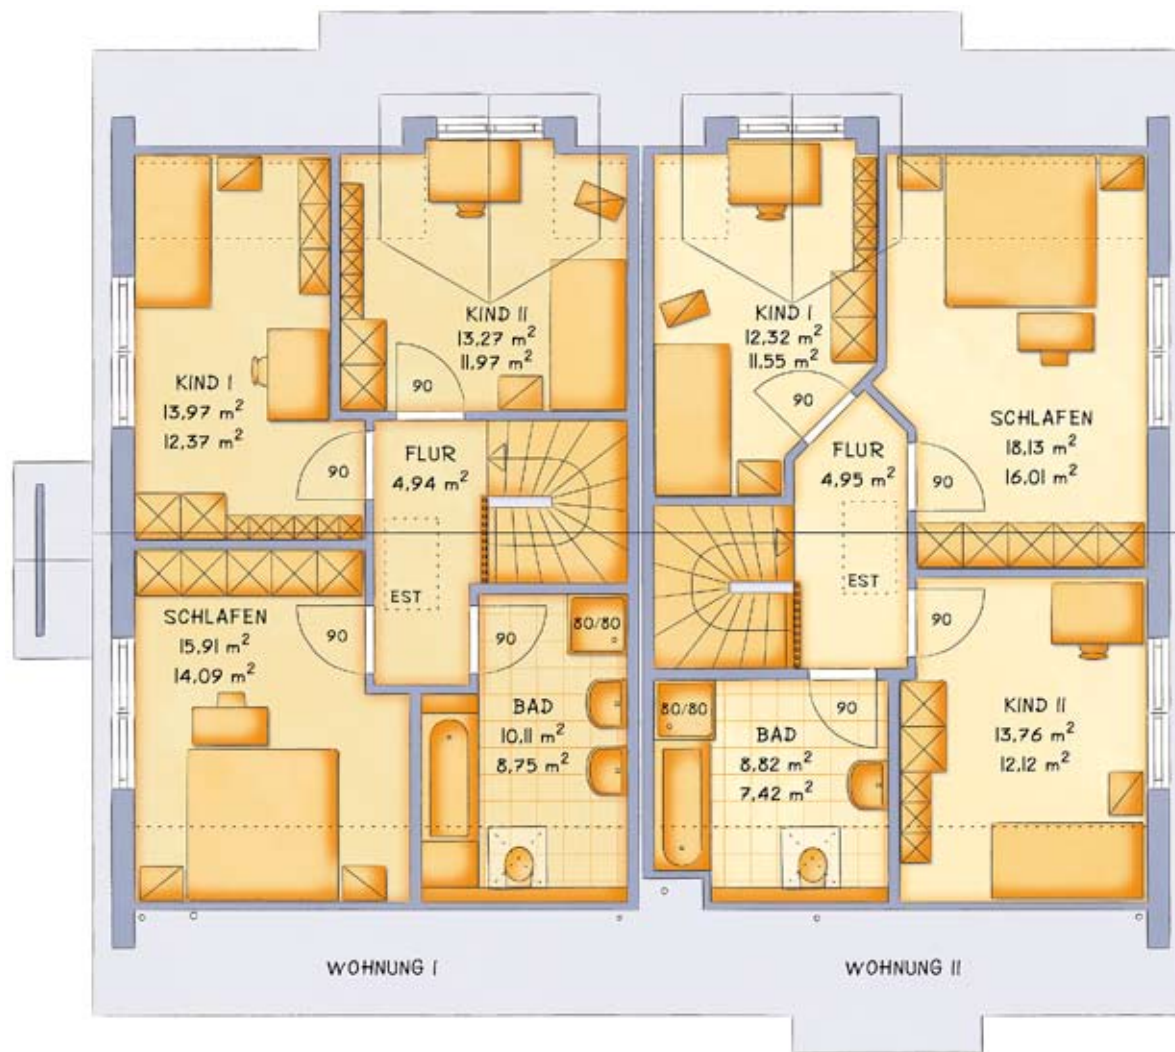 KIND II
13,27 m²
11,97 m²
90
KIND I
12,32 m²
11,55 m²
90
KIND I
13,97 m²
12,37 m²
90
FLUR
4,94 m²
EST
FLUR
4,95 m²
EST
SCHLAFEN
18,13 m²
16,01 m²
90
SCHLAFEN
15,91 m²
14,09 m²
90
90
80/80
BAD
10,11 m²
8,75 m²
80/80
BAD
8,82 m²
7,42 m²
90
90
KIND II
13,76 m²
12,12 m²
WOHNUNG I
WOHNUNG II